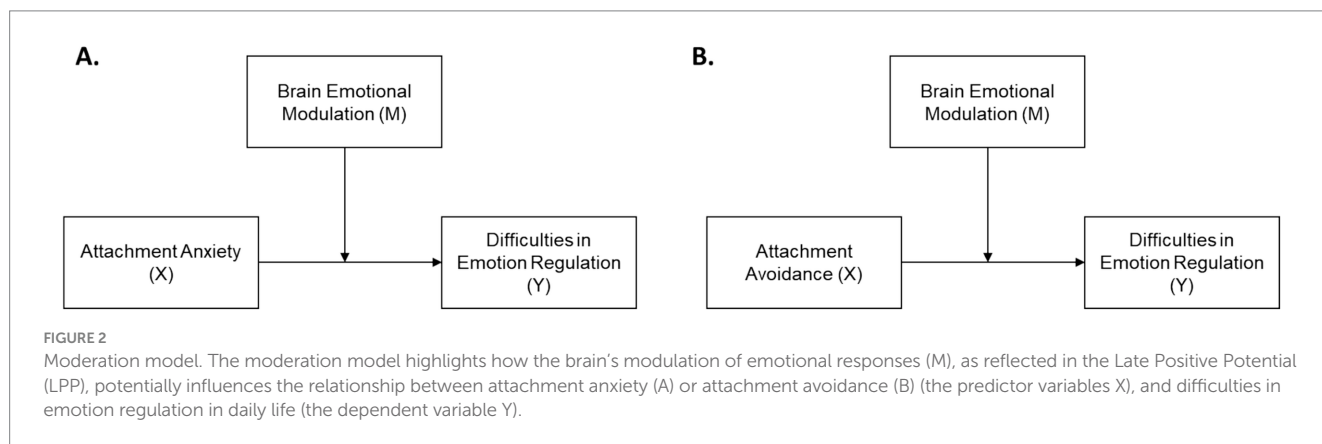 A.
Brain Emotional
Modulation (M)
Attachment Anxiety
(X)
Difficulties in
Emotion Regulation
(Y)
B.
Brain Emotional
Modulation (M)
Attachment
Avoidance (X)
Difficulties in
Emotion Regulation
(Y)
FIGURE 2
Moderation model. The moderation model highlights how the brain’s modulation of emotional responses (M), as reflected in the Late Positive Potential
(LPP), potentially influences the relationship between attachment anxiety (A) or attachment avoidance (B) (the predictor variables X), and difficulties in
emotion regulation in daily life (the dependent variable Y).